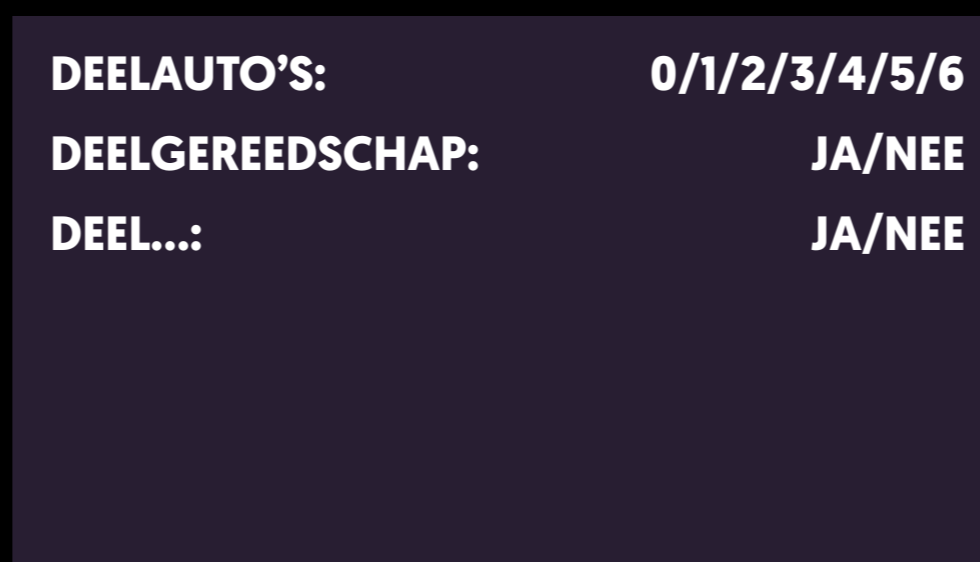 DEELAUTO’S: 0/1/2/3/4/5/6
DEELGEREEDSCHAP: JA/NEE
DEEL...: JA/NEE